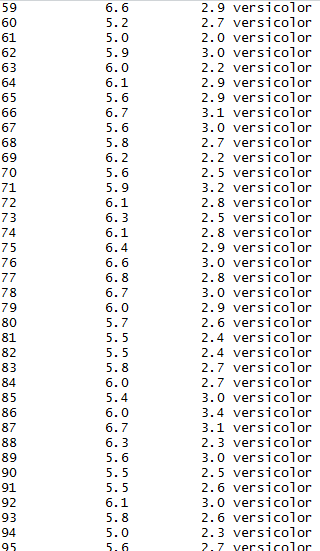 59 6.6 2.9 versicolor
60 5.2 2.7 versicolor
61 5.0 2.0 versicolor
62 5.9 3.0 versicolor
63 6.0 2.2 versicolor
64 6.1 2.9 versicolor
65 5.6 2.9 versicolor
66 6.7 3.1 versicolor
67 5.6 3.0 versicolor
68 5.8 2.7 versicolor
69 6.2 2.2 versicolor
70 5.6 2.5 versicolor
71 5.9 3.2 versicolor
72 6.1 2.8 versicolor
73 6.3 2.5 versicolor
74 6.1 2.8 versicolor
75 6.4 2.9 versicolor
76 6.6 3.0 versicolor
77 6.8 2.8 versicolor
78 6.7 3.0 versicolor
79 6.0 2.9 versicolor
80 5.7 2.6 versicolor
81 5.5 2.4 versicolor
82 5.5 2.4 versicolor
83 5.8 2.7 versicolor
84 6.0 2.7 versicolor
85 5.4 3.0 versicolor
86 6.0 3.4 versicolor
87 6.7 3.1 versicolor
88 6.3 2.3 versicolor
89 5.6 3.0 versicolor
90 5.5 2.5 versicolor
91 5.5 2.6 versicolor
92 6.1 3.0 versicolor
93 5.8 2.6 versicolor
94 5.0 2.3 versicolor
95 5.6 2.7 versicolor